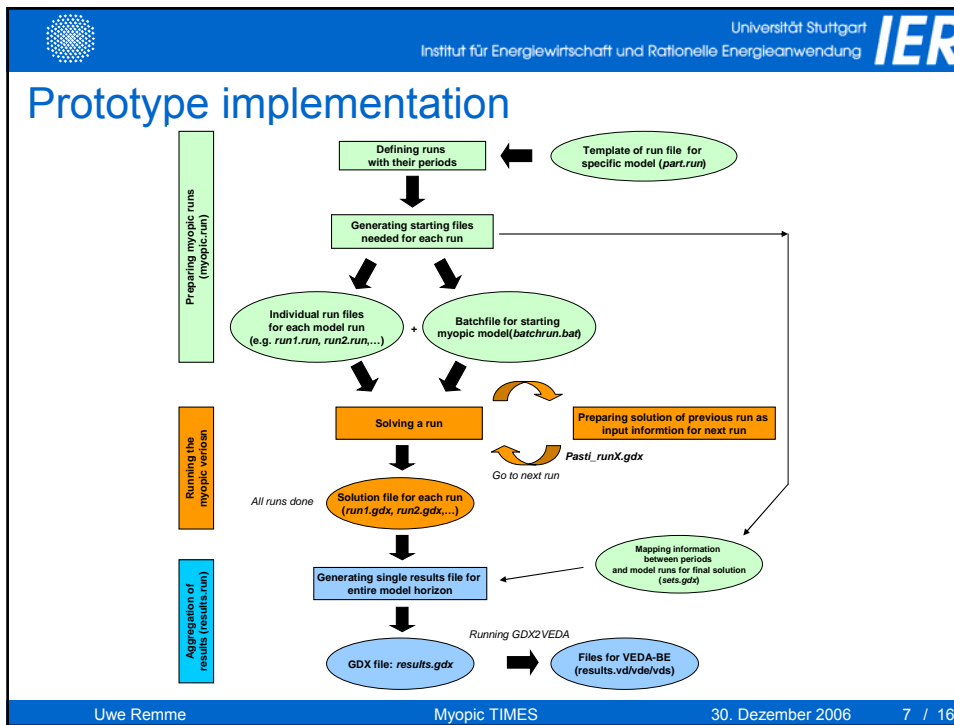 Universität Stuttgart
Institut für Energiewirtschaft und Rationelle Energieanwendung
IER
Prototype implementation
Preparing myopic runs
(myopic.run)
Defining runs
with their periods
Template of run file for
specific model (part.run)
Generating starting files
needed for each run
Individual run files
for each model run
(e.g. run1.run, run2.run,...)
+
Batchfile for starting
myopic model(batchrun.bat)
Running the
myopic veriosn
Solving a run
Preparing solution of previous run as
input informtion for next run
Pasti_runX.gdx
Go to next run
All runs done
Solution file for each run
(run1.gdx, run2.gdx,...)
Aggregation of
results (results.run)
Mapping information
between periods
and model runs for final solution
(sets.gdx)
Generating single results file for
entire model horizon
Running GDX2VEDA
GDX file: results.gdx
Files for VEDA-BE
(results.vd/vde/vds)
Uwe Remme
Myopic TIMES
30. Dezember 2006
7 / 16